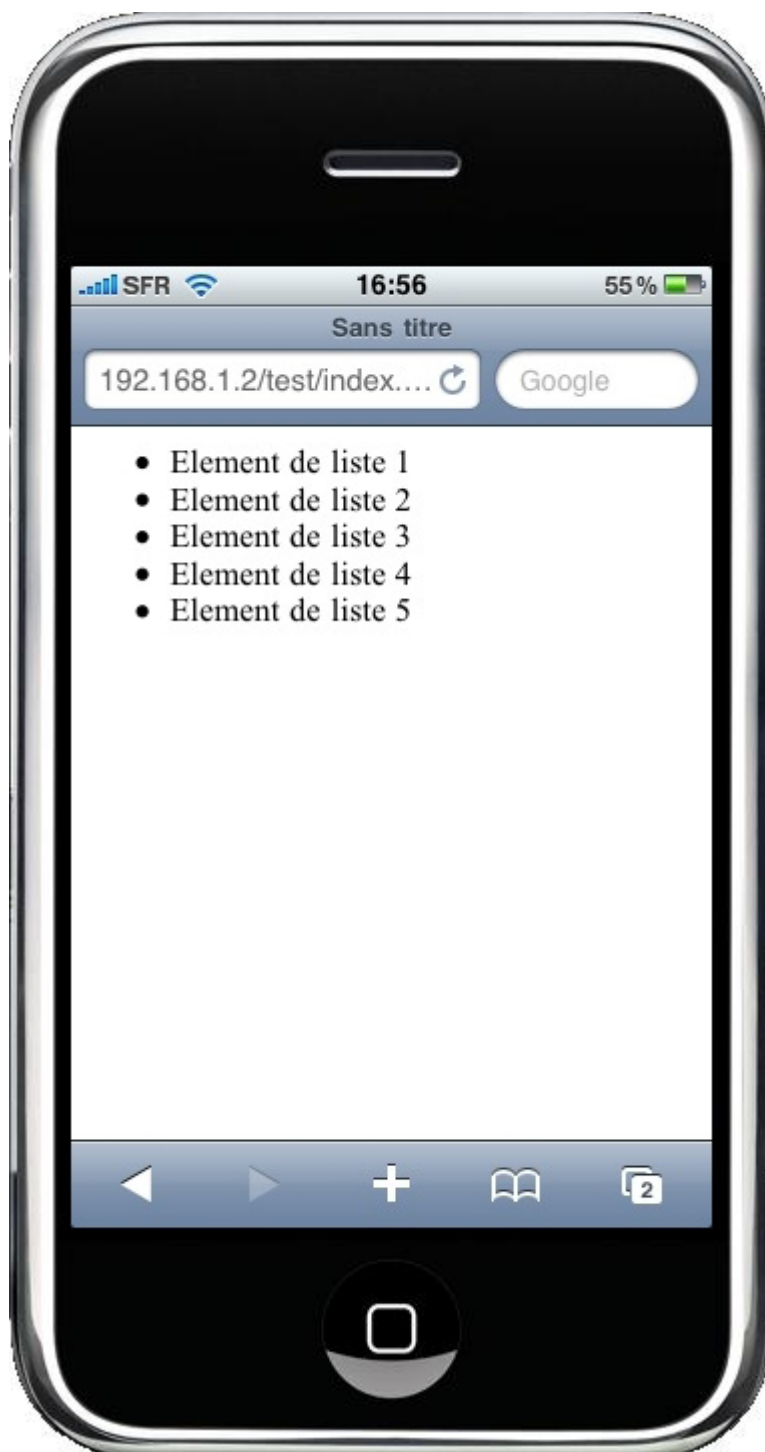 SFR 16:56 55 %
Sans titre
192.168.1.2/test/index.... Google
Element de liste 1
Element de liste 2
Element de liste 3
Element de liste 4
Element de liste 5
2